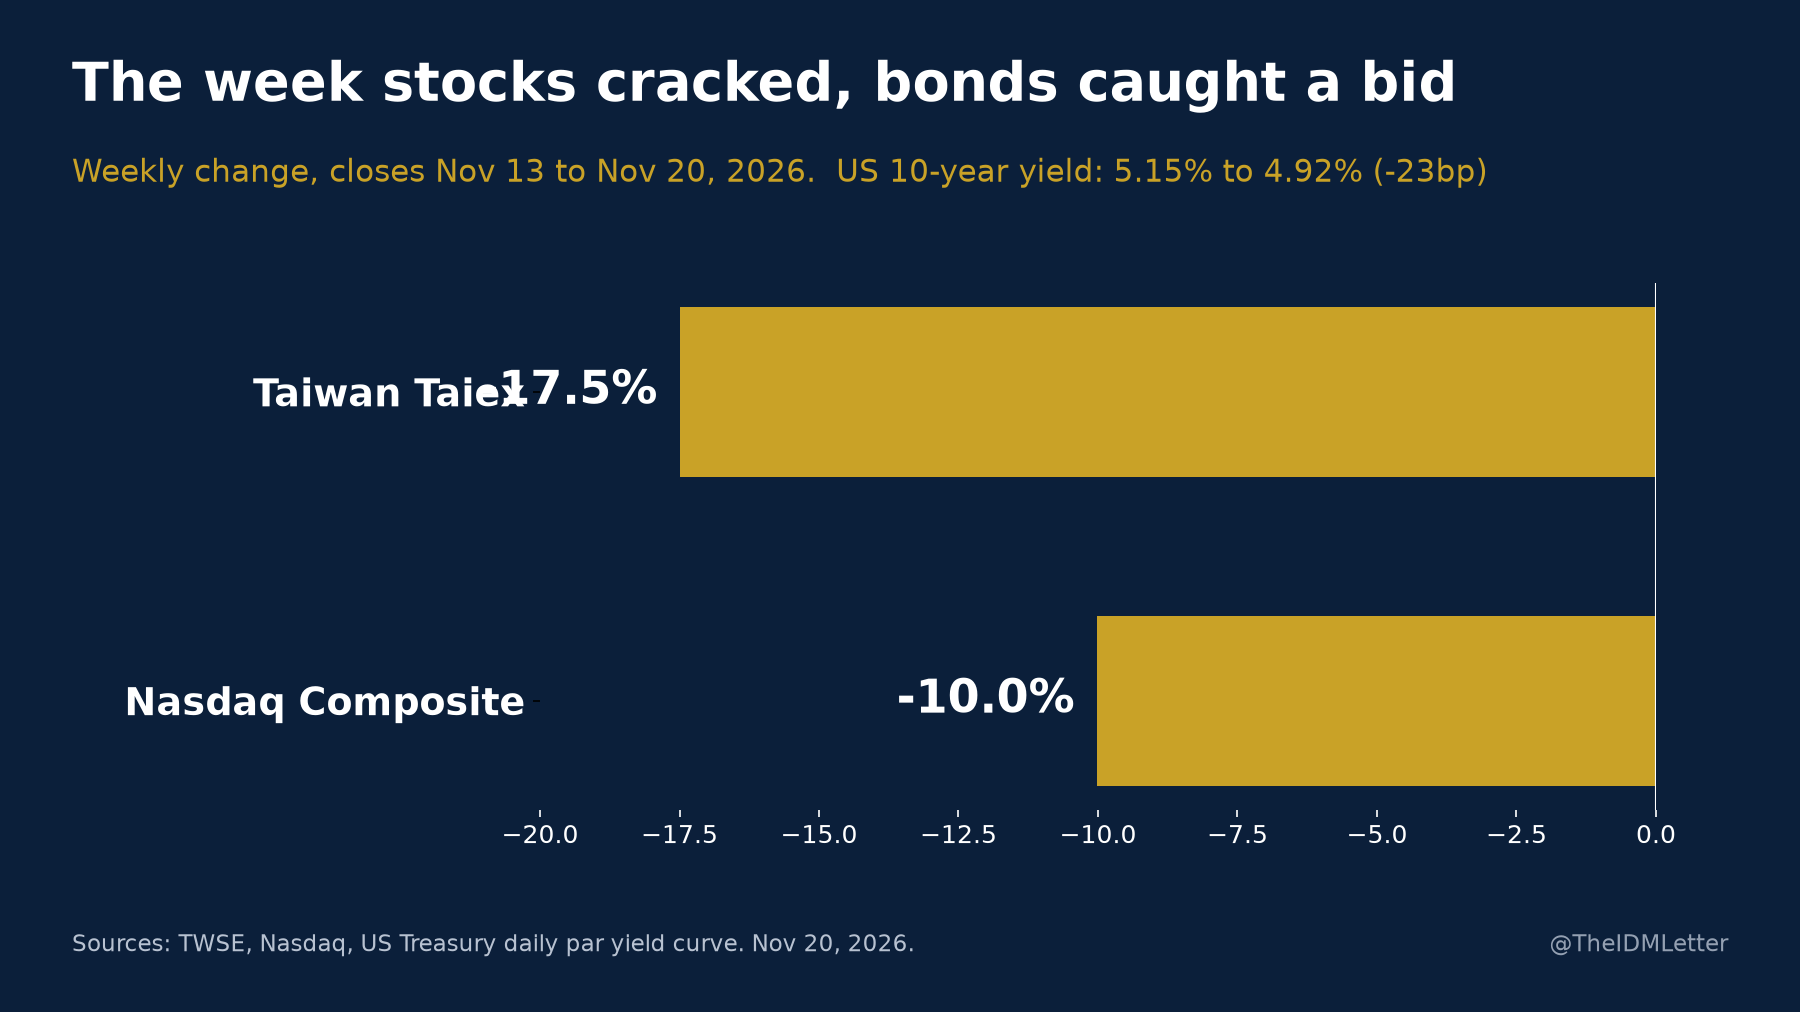 The week stocks cracked, bonds caught a bid
Weekly change, closes Nov 13 to Nov 20, 2026.  US 10-year yield: 5.15% to 4.92% (-23bp)
Taiwan Taiex -17.5%
Nasdaq Composite -10.0%
−20.0 −17.5 −15.0 −12.5 −10.0 −7.5 −5.0 −2.5 0.0
Sources: TWSE, Nasdaq, US Treasury daily par yield curve. Nov 20, 2026. @TheIDMLetter